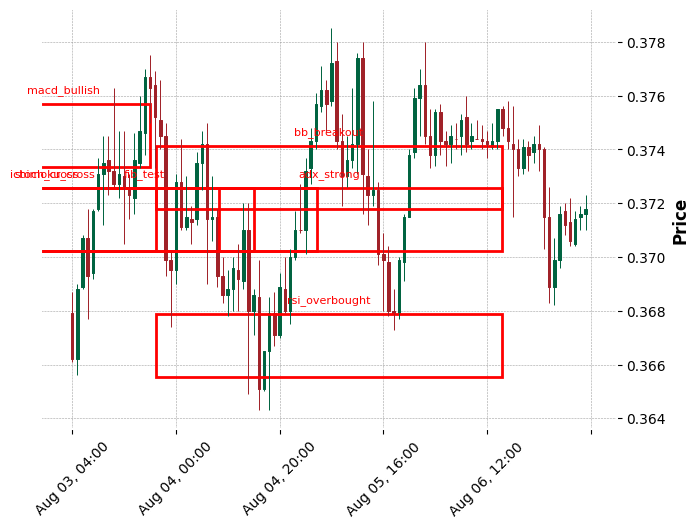 macd_bullish
bb_breakout
fib_test
adx_strong
rsi_overbought
0.378
0.376
0.374
0.372
0.370
0.368
0.366
0.364
Price
Aug 03, 04:00
Aug 04, 00:00
Aug 04, 20:00
Aug 05, 16:00
Aug 06, 12:00